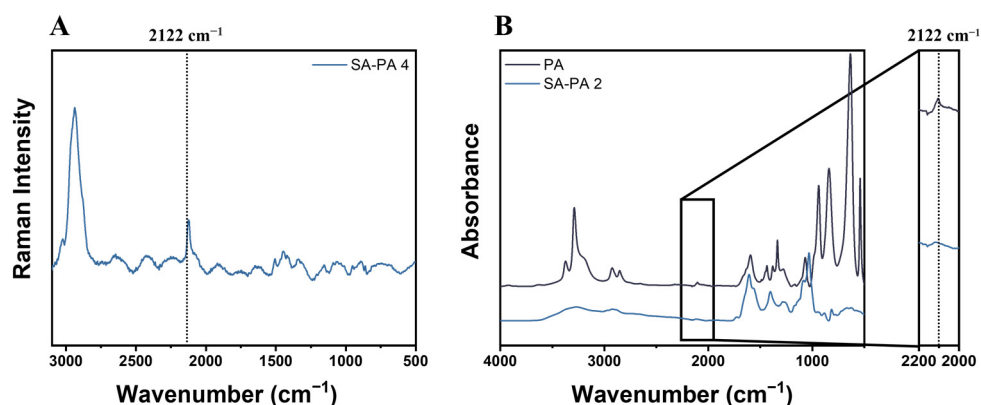 A
2122 cm⁻¹
SA-PA 4
Raman Intensity
3000 2500 2000 1500 1000 500
Wavenumber (cm⁻¹)
B
2122 cm⁻¹
PA
SA-PA 2
Absorbance
4000 3000 2000 1000
2200 2000
Wavenumber (cm⁻¹)